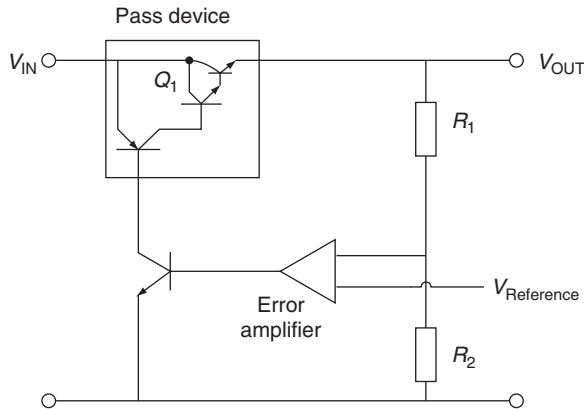 Pass device
V_IN
Q_1
V_OUT
R_1
Error
amplifier
V_Reference
R_2